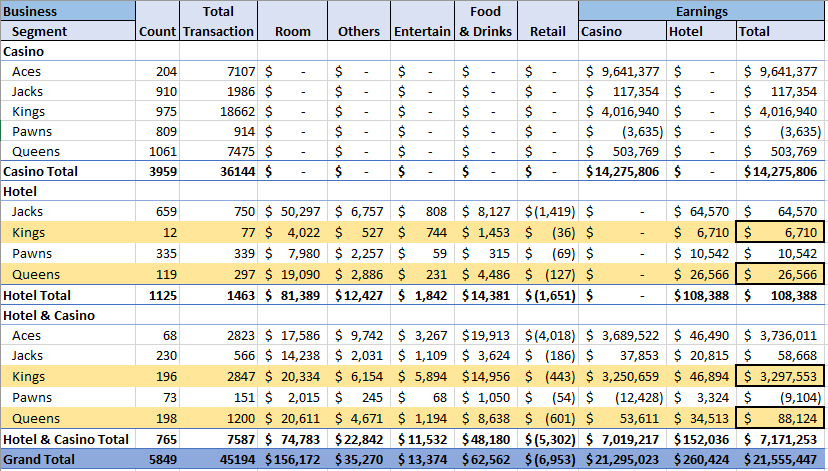 Business Total Food Earnings
Segment Count Transaction Room Others Entertain & Drinks Retail Casino Hotel Total
Casino
Aces 204 7107 $ - $ - $ - $ - $ - $ 9,641,377 $ - $ 9,641,377
Jacks 910 1986 $ - $ - $ - $ - $ - $ 117,354 $ - $ 117,354
Kings 975 18662 $ - $ - $ - $ - $ - $ 4,016,940 $ - $ 4,016,940
Pawns 809 914 $ - $ - $ - $ - $ - $ (3,635) $ - $ (3,635)
Queens 1061 7475 $ - $ - $ - $ - $ - $ 503,769 $ - $ 503,769
Casino Total 3959 36144 $ - $ - $ - $ - $ - $14,275,806 $ - $14,275,806
Hotel
Jacks 659 750 $ 50,297 $ 6,757 $ 808 $ 8,127 $(1,419) $ - $ 64,570 $ 64,570
Kings 12 77 $ 4,022 $ 527 $ 744 $ 1,453 $ (36) $ - $ 6,710 $ 6,710
Pawns 335 339 $ 7,980 $ 2,257 $ 59 $ 315 $ (69) $ - $ 10,542 $ 10,542
Queens 119 297 $ 19,090 $ 2,886 $ 231 $ 4,486 $ (127) $ - $ 26,566 $ 26,566
Hotel Total 1125 1463 $ 81,389 $12,427 $ 1,842 $14,381 $(1,651) $ - $108,388 $ 108,388
Hotel & Casino
Aces 68 2823 $ 17,586 $ 9,742 $ 3,267 $19,913 $(4,018) $ 3,689,522 $ 46,490 $ 3,736,011
Jacks 230 566 $ 14,238 $ 2,031 $ 1,109 $ 3,624 $ (186) $ 37,853 $ 20,815 $ 58,668
Kings 196 2847 $ 20,334 $ 6,154 $ 5,894 $14,956 $ (443) $ 3,250,659 $ 46,894 $ 3,297,553
Pawns 73 151 $ 2,015 $ 245 $ 68 $ 1,050 $ (54) $ (12,428) $ 3,324 $ (9,104)
Queens 198 1200 $ 20,611 $ 4,671 $ 1,194 $ 8,638 $ (601) $ 53,611 $ 34,513 $ 88,124
Hotel & Casino Total 765 7587 $ 74,783 $22,842 $11,532 $48,180 $(5,302) $ 7,019,217 $152,036 $ 7,171,253
Grand Total 5849 45194 $156,172 $35,270 $13,374 $62,562 $(6,953) $21,295,023 $260,424 $21,555,447